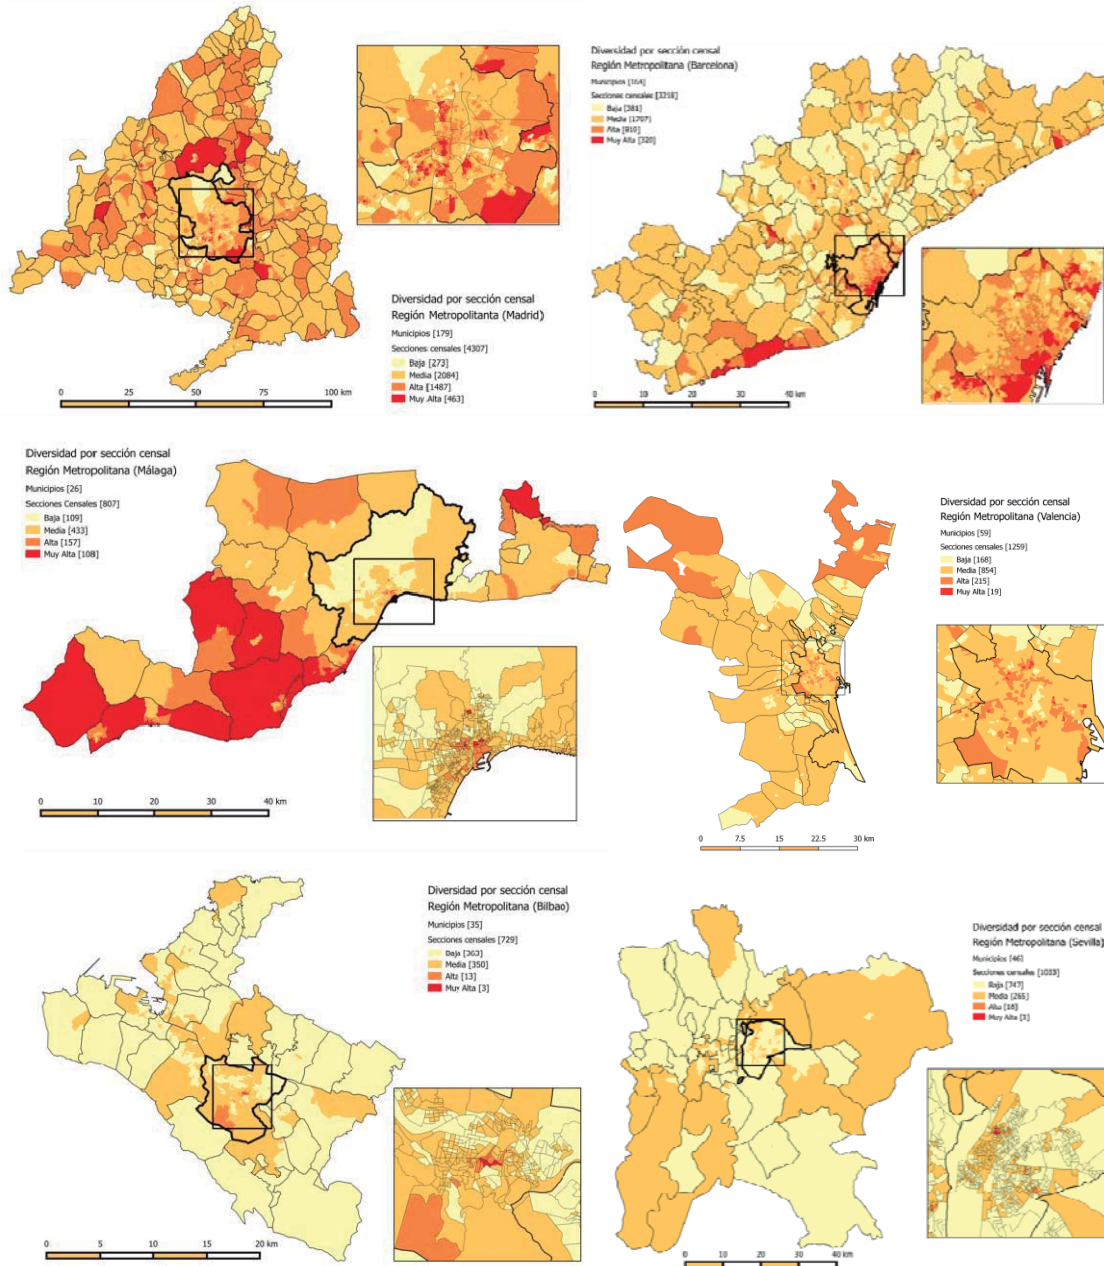 Diversidad por sección censal
Región Metropolitanta (Madrid)
Municipios [179]
Secciones censales [4307]
Baja [273]
Media [2084]
Alta [1487]
Muy Alta [463]
0 25 50 75 100 km
Diversidad por sección censal
Región Metropolitana (Barcelona)
Municipios [164]
Secciones censales [3218]
Baja [381]
Media [1707]
Alta [810]
Muy Alta [320]
0 10 20 30 40 km
Diversidad por sección censal
Región Metropolitana (Málaga)
Municipios [26]
Secciones Censales [807]
Baja [109]
Media [433]
Alta [157]
Muy Alta [108]
0 10 20 30 40 km
Diversidad por sección censal
Región Metropolitana (Valencia)
Municipios [59]
Secciones censales [1259]
Baja [168]
Media [854]
Alta [215]
Muy Alta [19]
0 7.5 15 22.5 30 km
Diversidad por sección censal
Región Metropolitana (Bilbao)
Municipios [35]
Secciones censales [729]
Baja [363]
Media [350]
Alta [13]
Muy Alta [3]
0 5 10 15 20 km
Diversidad por sección censal
Región Metropolitana (Sevilla)
Municipios [46]
Secciones censales [1033]
Baja [747]
Media [265]
Alta [18]
Muy Alta [3]
0 10 20 30 40 km